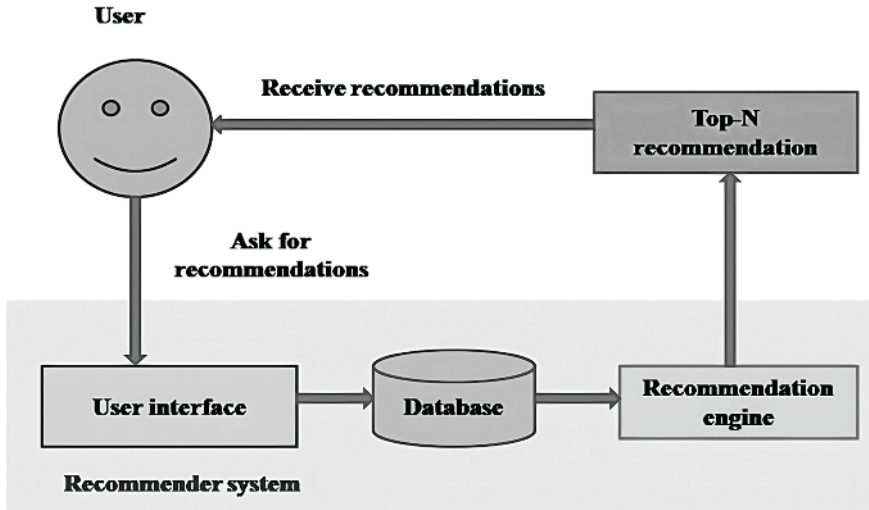 User
Receive recommendations
Top-N
recommendation
Ask for
recommendations
User interface
Database
Recommendation
engine
Recommender system